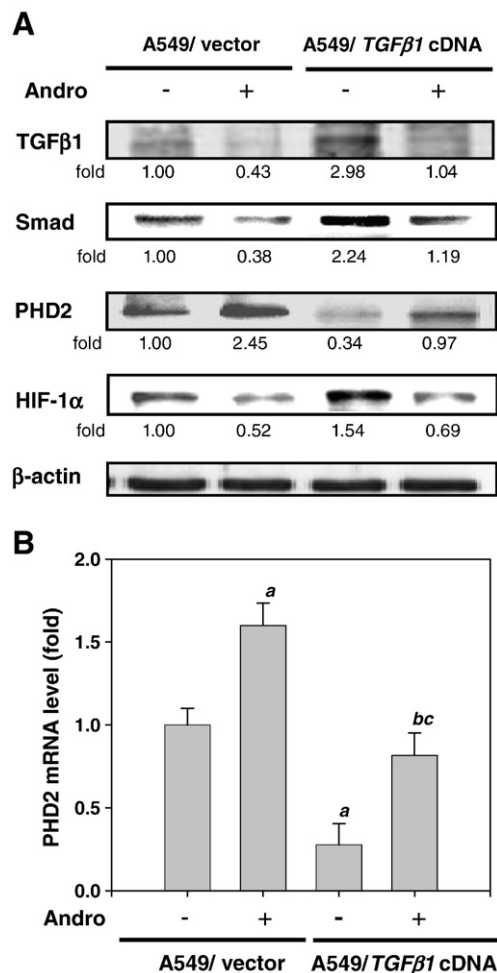 A
A549/ vector A549/ TGFβ1 cDNA
Andro - + - +
TGFβ1
fold 1.00 0.43 2.98 1.04
Smad
fold 1.00 0.38 2.24 1.19
PHD2
fold 1.00 2.45 0.34 0.97
HIF-1α
fold 1.00 0.52 1.54 0.69
β-actin
B
PHD2 mRNA level (fold)
2.0
1.5
1.0
0.5
0.0
a
a
bc
Andro - + - +
A549/ vector A549/ TGFβ1 cDNA